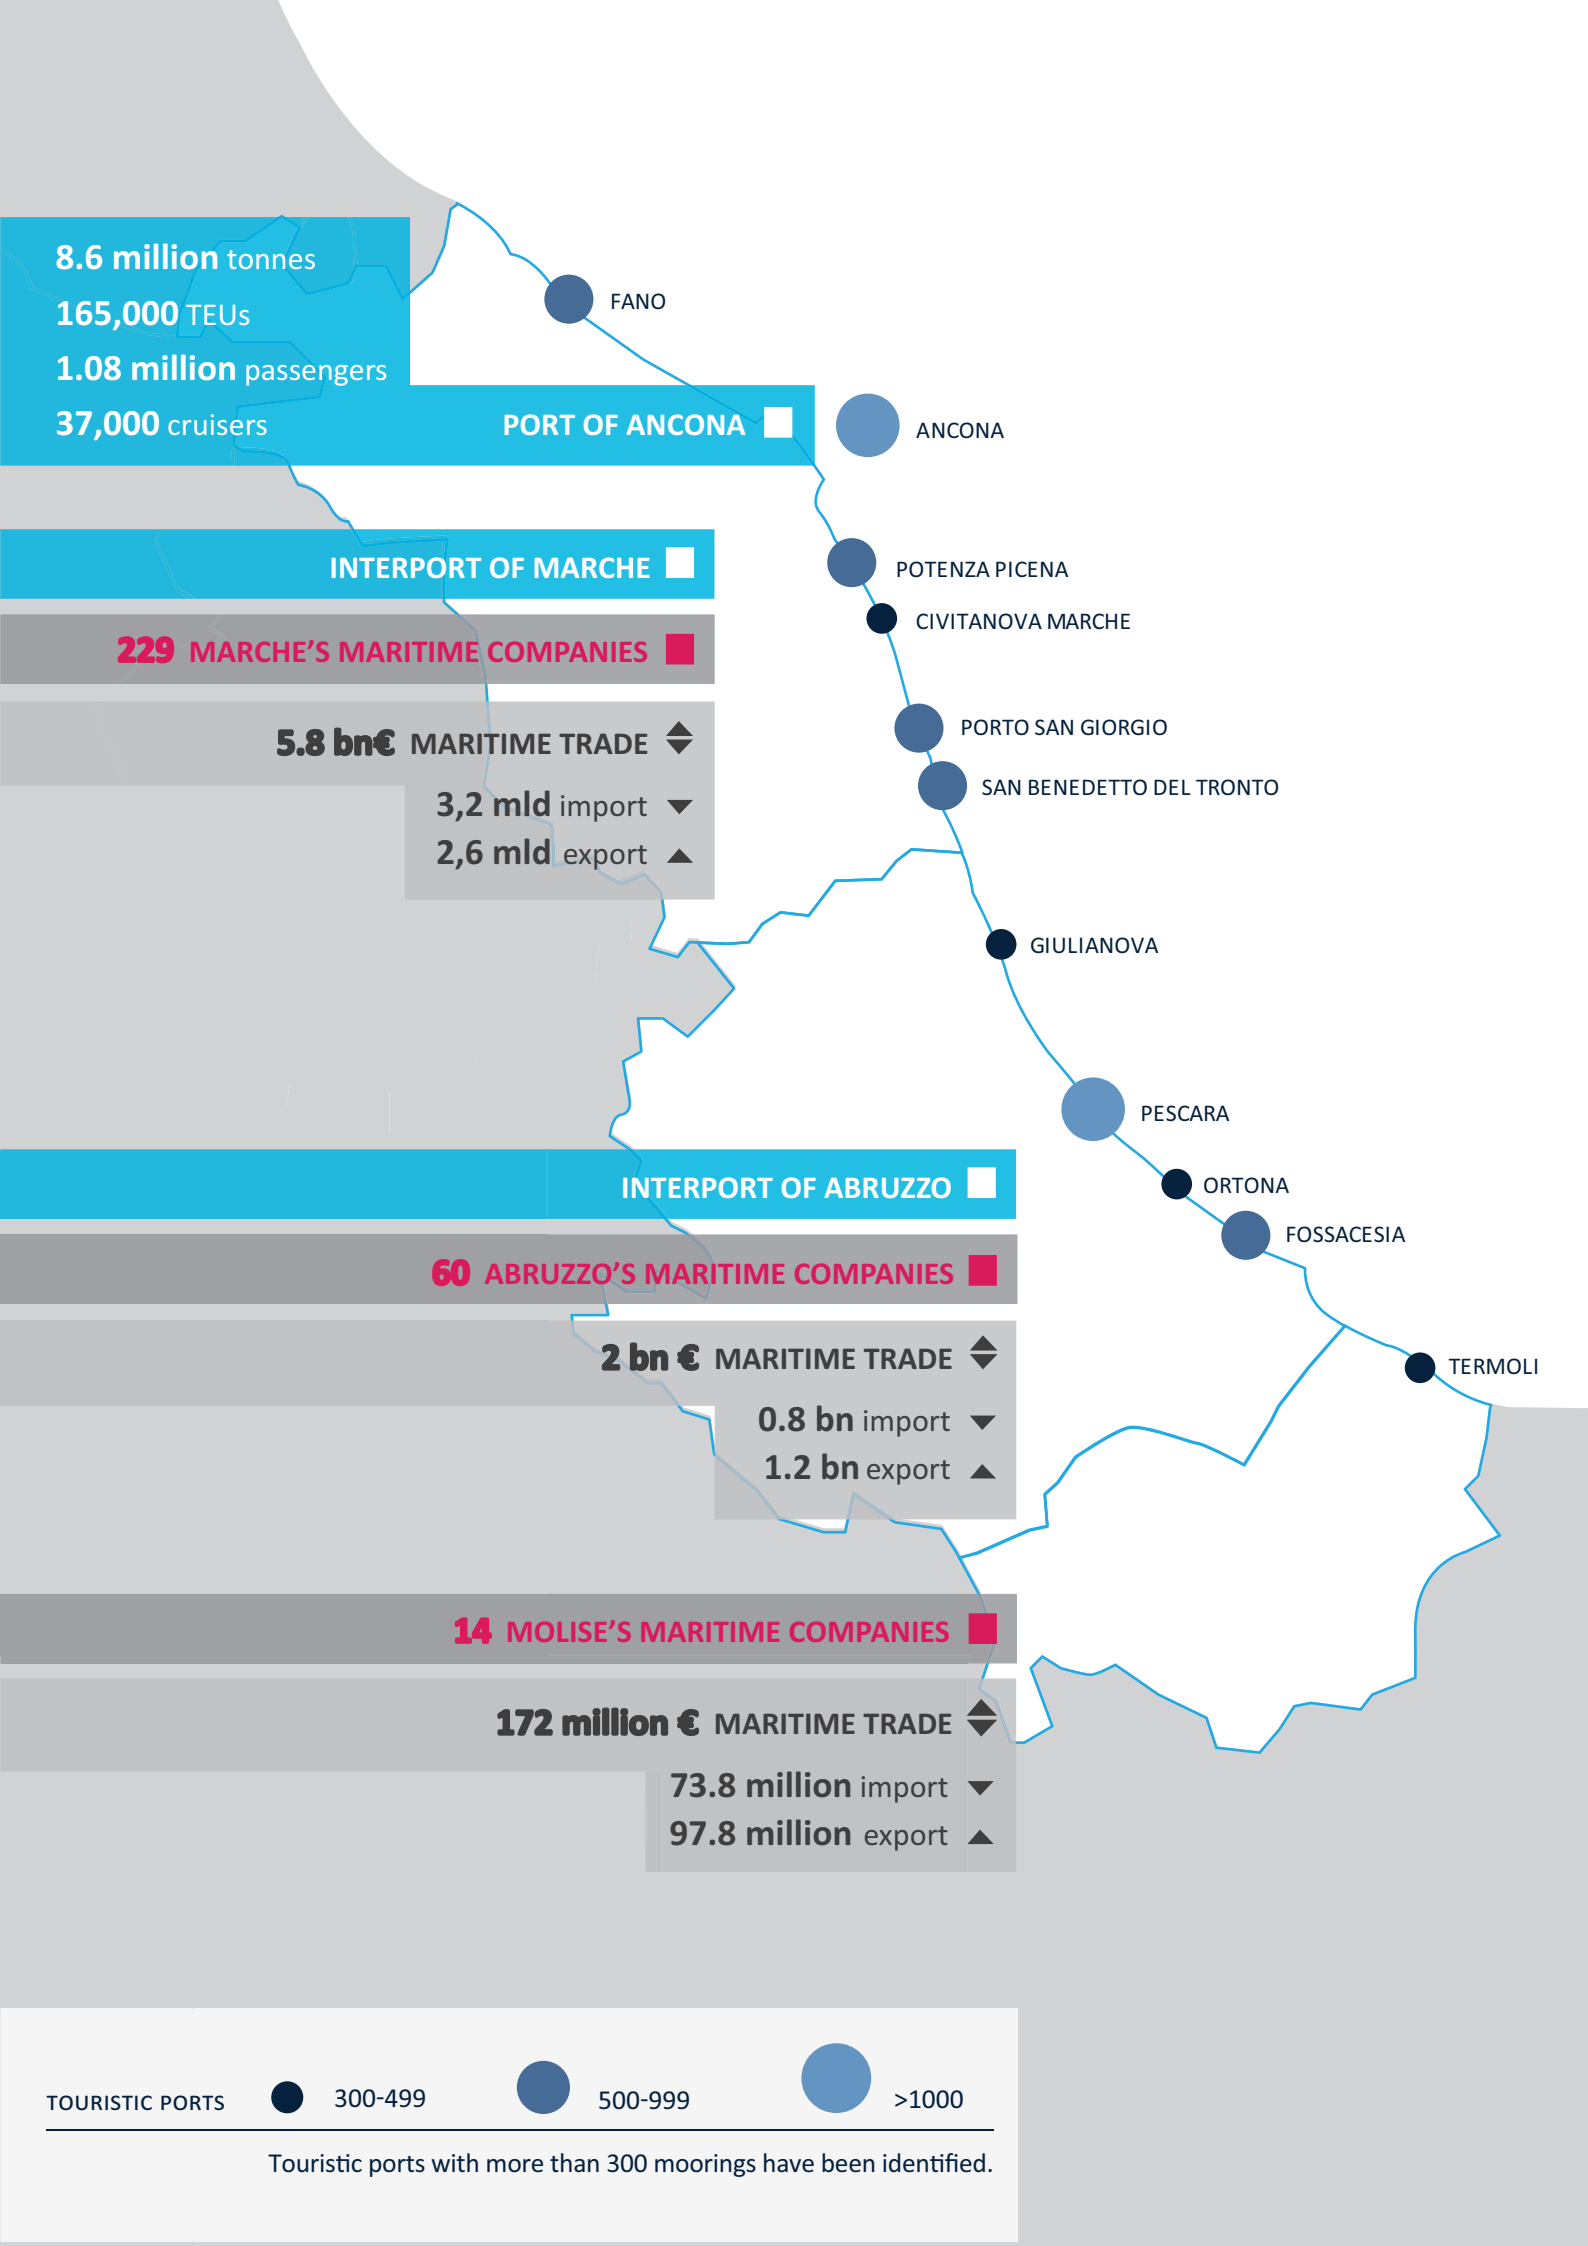 8.6 million tonnes
165,000 TEUs
1.08 million passengers
37,000 cruisers
PORT OF ANCONA
FANO
ANCONA
INTERPORT OF MARCHE
229 MARCHE’S MARITIME COMPANIES
5.8 bn€ MARITIME TRADE
3,2 mld import
2,6 mld export
POTENZA PICENA
CIVITANOVA MARCHE
PORTO SAN GIORGIO
SAN BENEDETTO DEL TRONTO
GIULIANOVA
PESCARA
ORTONA
FOSSACESIA
TERMOLI
INTERPORT OF ABRUZZO
60 ABRUZZO’S MARITIME COMPANIES
2 bn € MARITIME TRADE
0.8 bn import
1.2 bn export
14 MOLISE’S MARITIME COMPANIES
172 million € MARITIME TRADE
73.8 million import
97.8 million export
TOURISTIC PORTS 300-499 500-999 >1000
Touristic ports with more than 300 moorings have been identified.